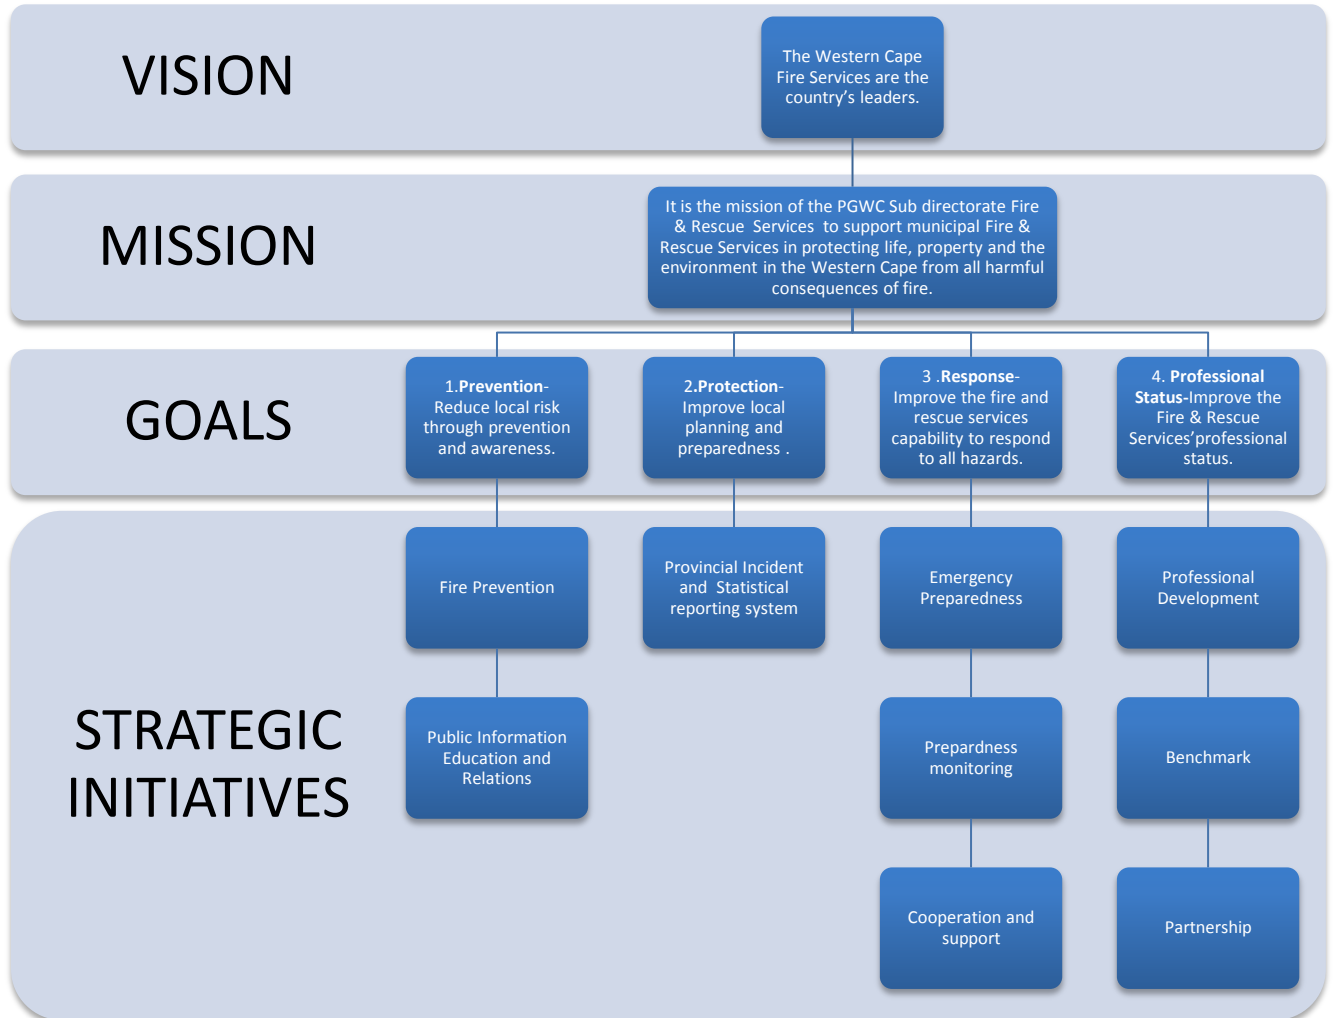 VISION
The Western Cape
Fire Services are the
country’s leaders.
MISSION
It is the mission of the PGWC Sub directorate Fire
& Rescue  Services  to support municipal Fire &
Rescue Services in protecting life, property and the
environment in the Western Cape from all harmful
consequences of fire.
GOALS
1.Prevention-
Reduce local risk
through prevention
and awareness.
2.Protection-
Improve local
planning and
preparedness .
3 .Response-
Improve the fire and
rescue services
capability to respond
to all hazards.
4. Professional
Status-Improve the
Fire & Rescue
Services’professional
status.
STRATEGIC
INITIATIVES
Fire Prevention
Public Information
Education and
Relations
Provincial Incident
and  Statistical
reporting system
Emergency
Preparedness
Prepardness
monitoring
Cooperation and
support
Professional
Development
Benchmark
Partnership